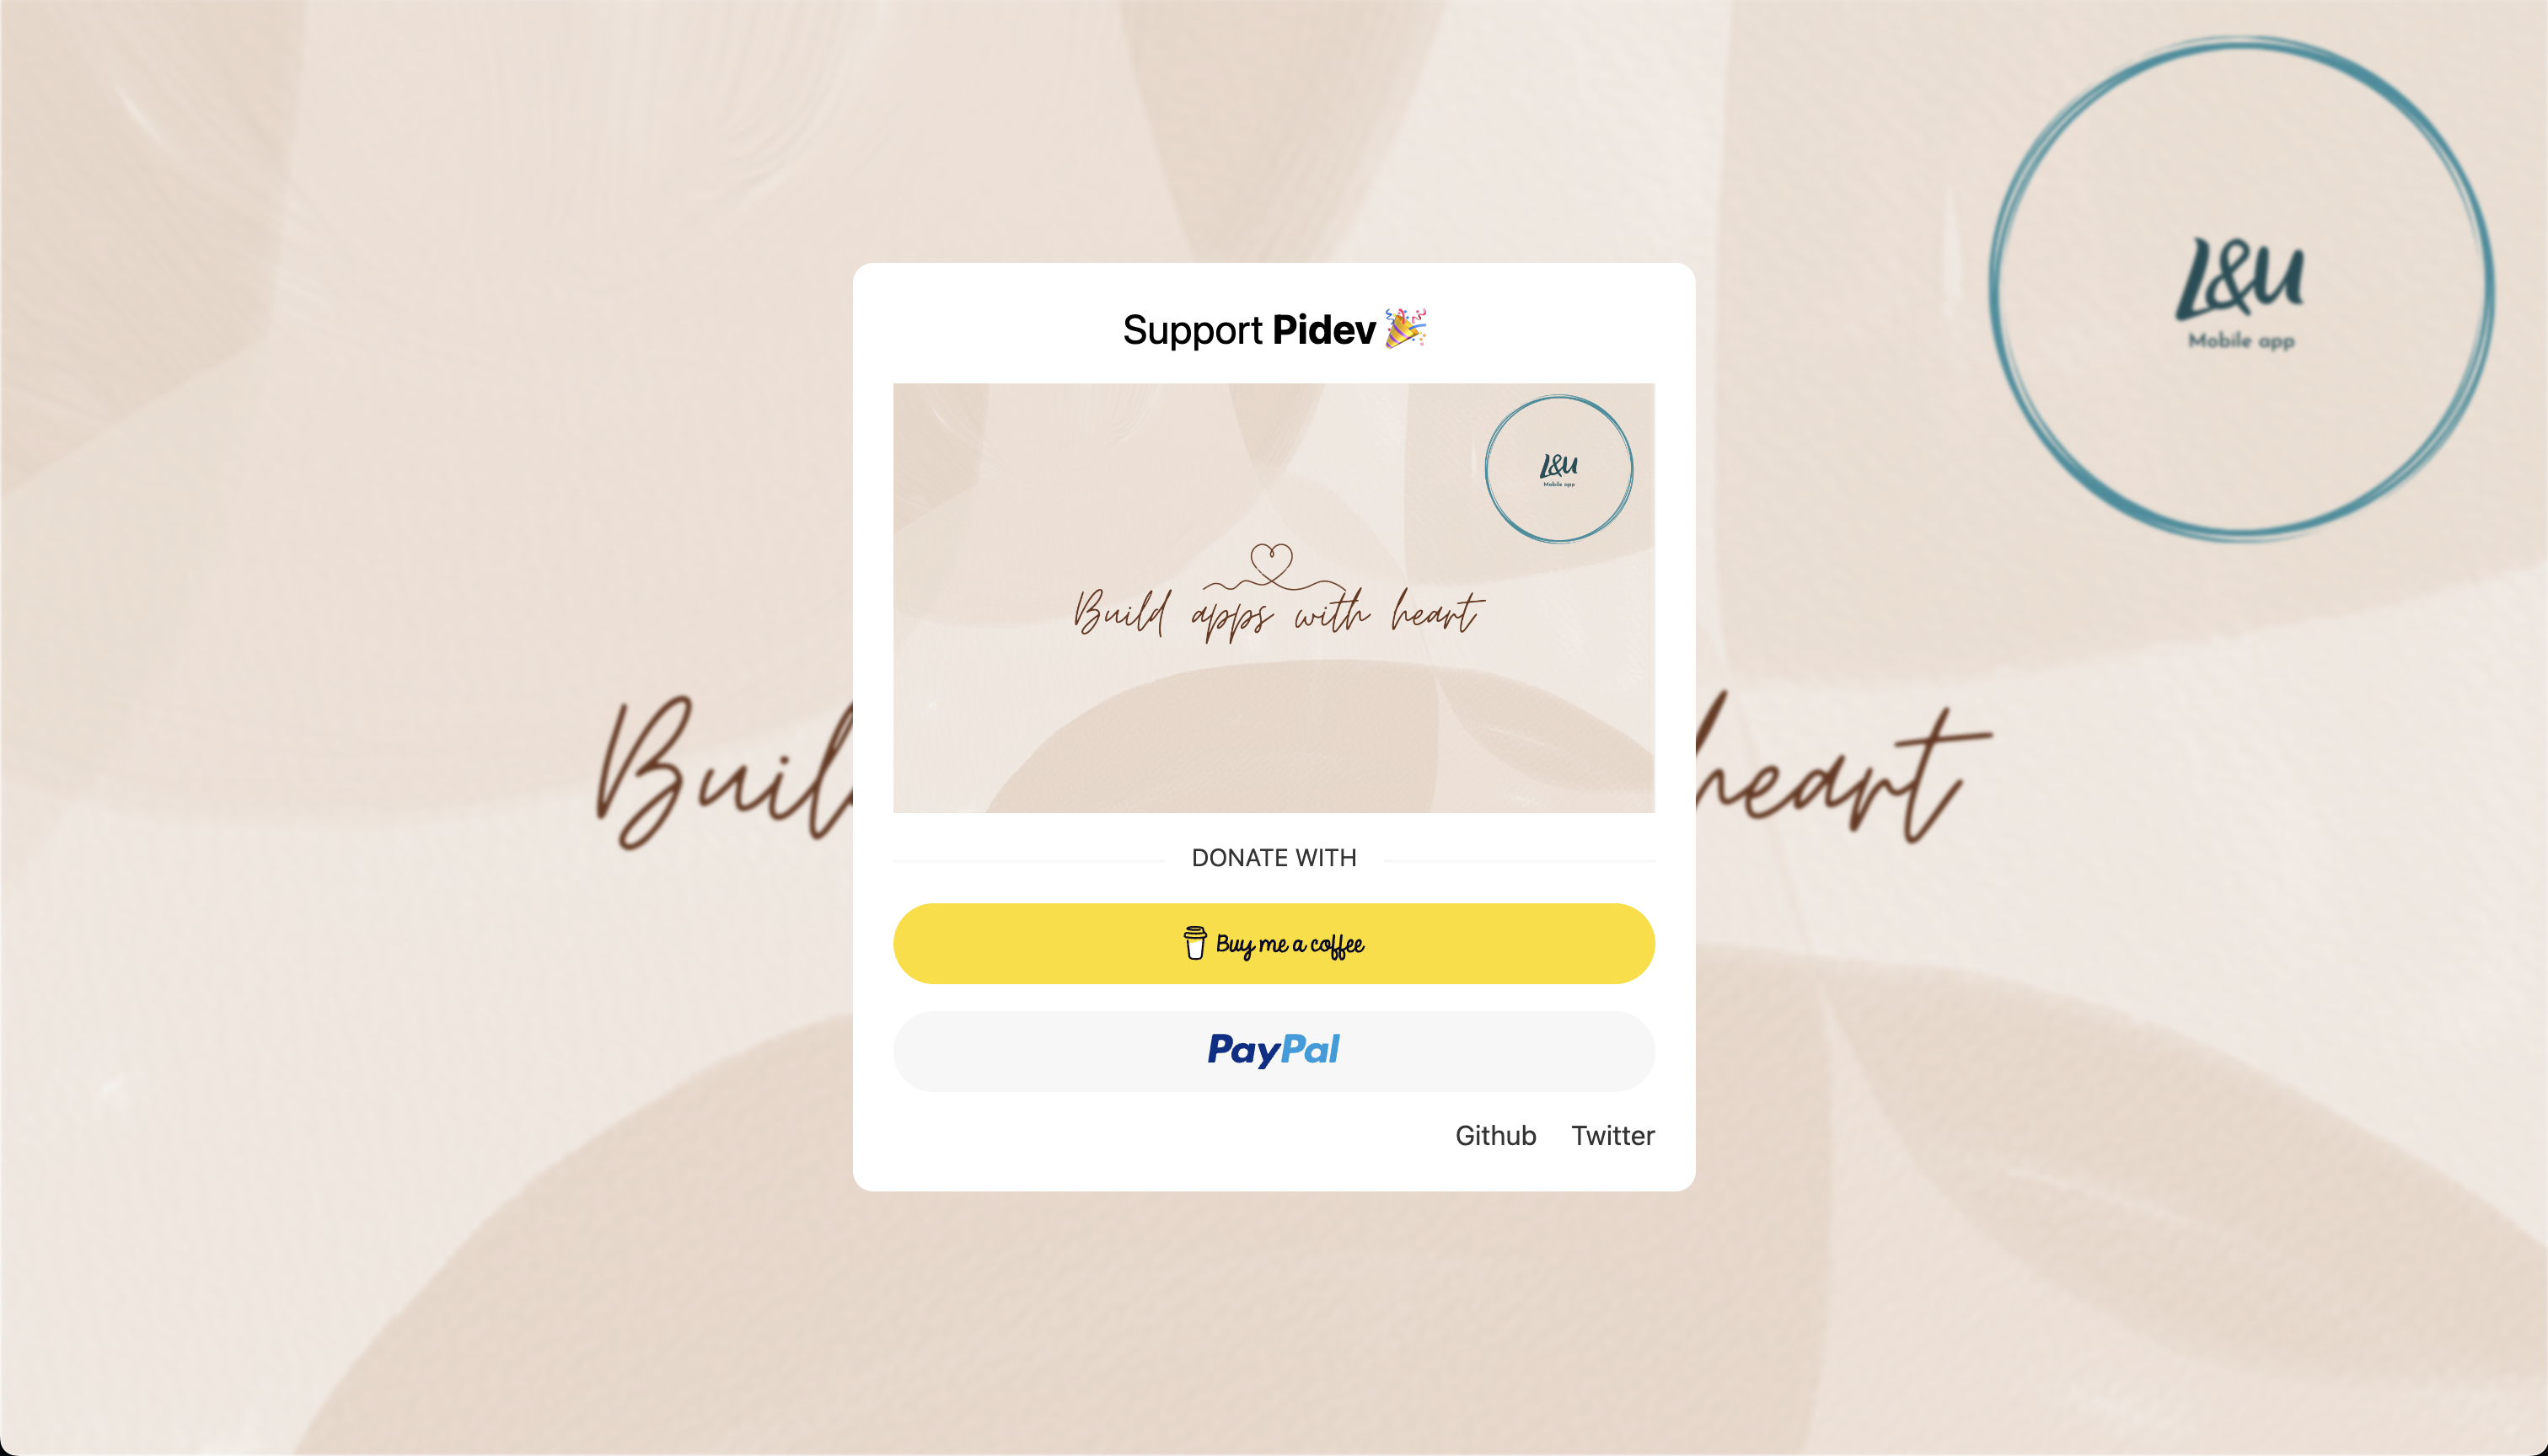 L&U
Mobile app
Support Pidev 🎉
L&U
Mobile app
Build apps with heart
Buil heart
DONATE WITH
Buy me a coffee
PayPal
Github Twitter